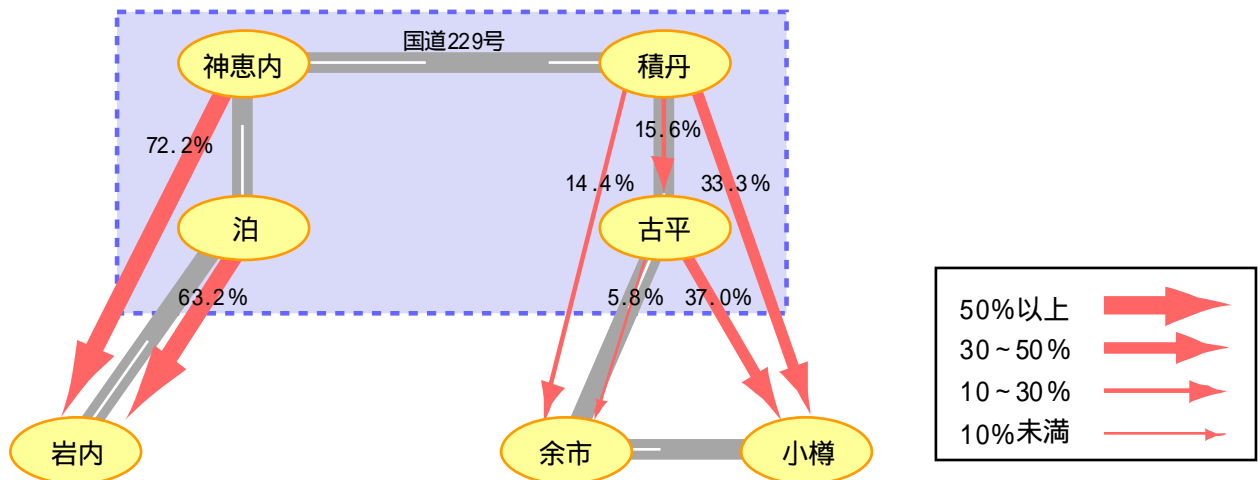 国道229号
神恵内
積丹
15.6%
72.2%
14.4%
33.3%
泊
古平
63.2%
5.8%
37.0%
岩内
余市
小樽
50%以上
30~50%
10~30%
10%未満